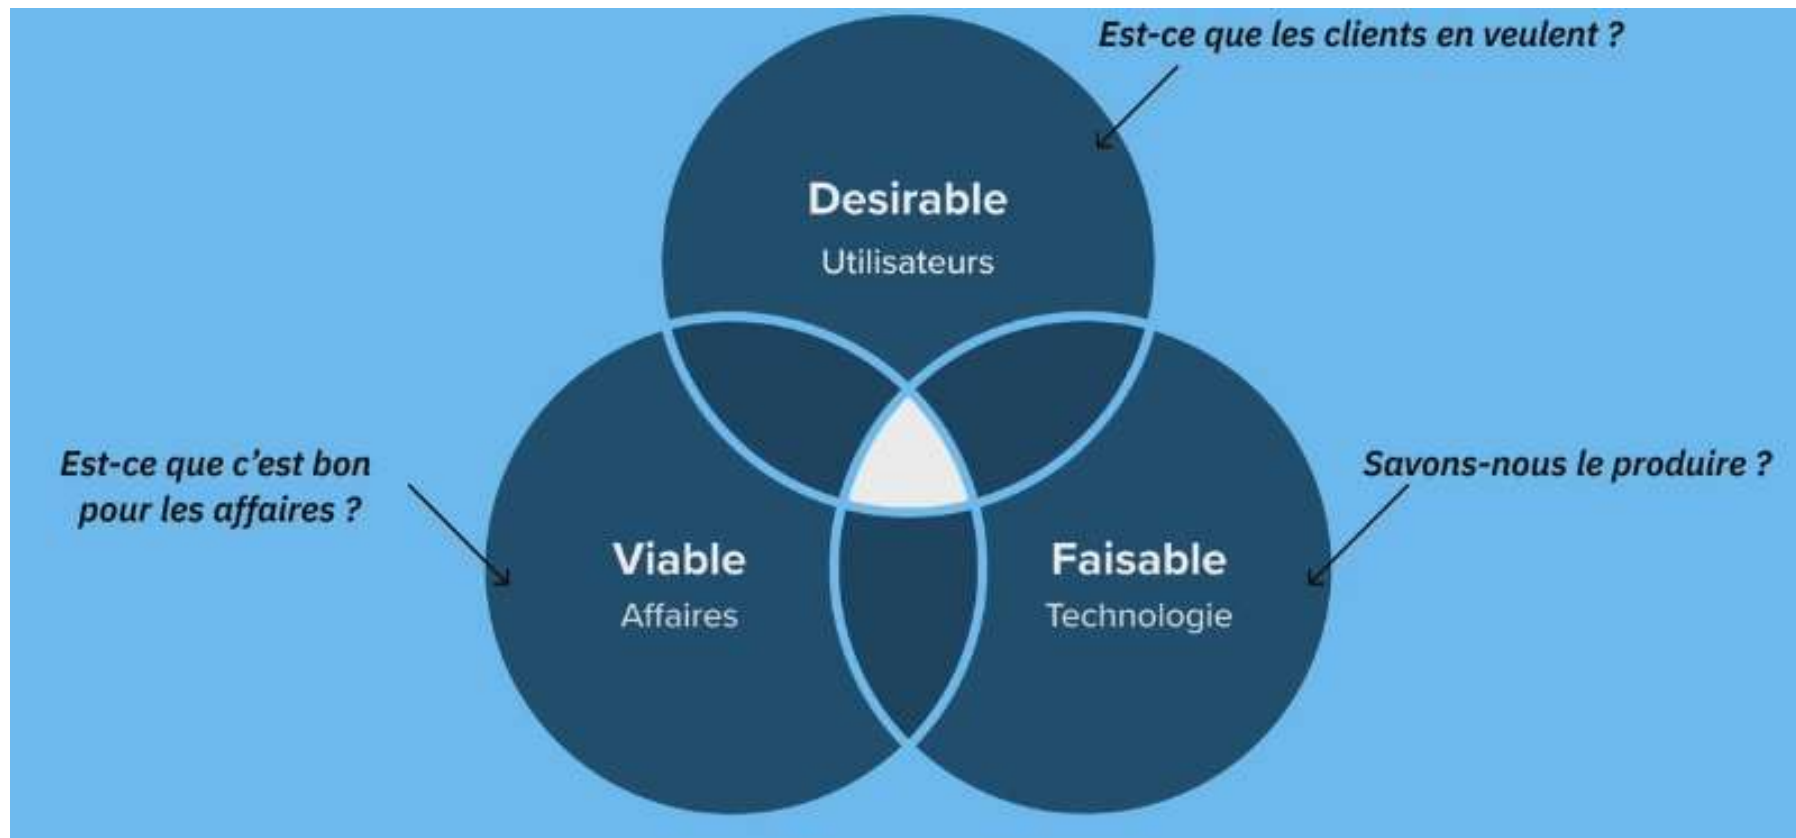 Est-ce que les clients en veulent ?
Desirable
Utilisateurs
Est-ce que c’est bon
pour les affaires ?
Savons-nous le produire ?
Viable
Affaires
Faisable
Technologie